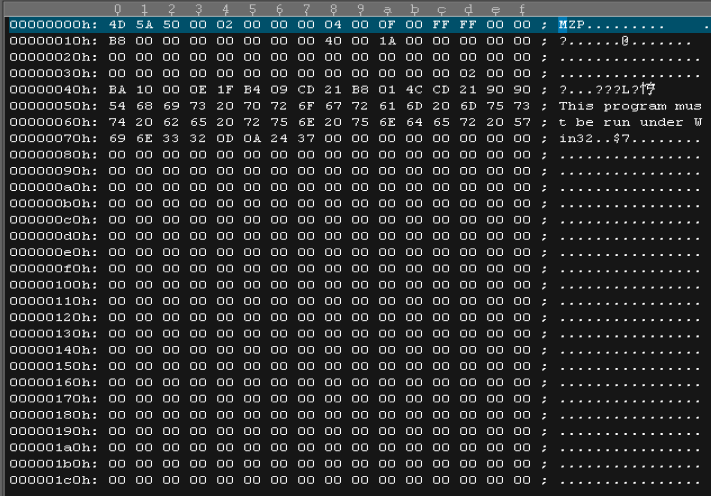 0 1 2 3 4 5 6 7 8 9 a b c d e f
00000000h: 4D 5A 50 00 02 00 00 00 04 00 0F 00 FF FF 00 00 ; MZP......... .
00000010h: B8 00 00 00 00 00 00 00 40 00 1A 00 00 00 00 00 ; ?......@.......
00000020h: 00 00 00 00 00 00 00 00 00 00 00 00 00 00 00 00 ; ................
00000030h: 00 00 00 00 00 00 00 00 00 00 00 00 00 02 00 00 ; ................
00000040h: BA 10 00 0E 1F B4 09 CD 21 B8 01 4C CD 21 90 90 ; ?...???L?!
00000050h: 54 68 69 73 20 70 72 6F 67 72 61 6D 20 6D 75 73 ; This program mus
00000060h: 74 20 62 65 20 72 75 6E 20 75 6E 64 65 72 20 57 ; t be run under W
00000070h: 69 6E 33 32 0D 0A 24 37 00 00 00 00 00 00 00 00 ; in32..$7........
00000080h: 00 00 00 00 00 00 00 00 00 00 00 00 00 00 00 00 ; ................
00000090h: 00 00 00 00 00 00 00 00 00 00 00 00 00 00 00 00 ; ................
000000a0h: 00 00 00 00 00 00 00 00 00 00 00 00 00 00 00 00 ; ................
000000b0h: 00 00 00 00 00 00 00 00 00 00 00 00 00 00 00 00 ; ................
000000c0h: 00 00 00 00 00 00 00 00 00 00 00 00 00 00 00 00 ; ................
000000d0h: 00 00 00 00 00 00 00 00 00 00 00 00 00 00 00 00 ; ................
000000e0h: 00 00 00 00 00 00 00 00 00 00 00 00 00 00 00 00 ; ................
000000f0h: 00 00 00 00 00 00 00 00 00 00 00 00 00 00 00 00 ; ................
00000100h: 00 00 00 00 00 00 00 00 00 00 00 00 00 00 00 00 ; ................
00000110h: 00 00 00 00 00 00 00 00 00 00 00 00 00 00 00 00 ; ................
00000120h: 00 00 00 00 00 00 00 00 00 00 00 00 00 00 00 00 ; ................
00000130h: 00 00 00 00 00 00 00 00 00 00 00 00 00 00 00 00 ; ................
00000140h: 00 00 00 00 00 00 00 00 00 00 00 00 00 00 00 00 ; ................
00000150h: 00 00 00 00 00 00 00 00 00 00 00 00 00 00 00 00 ; ................
00000160h: 00 00 00 00 00 00 00 00 00 00 00 00 00 00 00 00 ; ................
00000170h: 00 00 00 00 00 00 00 00 00 00 00 00 00 00 00 00 ; ................
00000180h: 00 00 00 00 00 00 00 00 00 00 00 00 00 00 00 00 ; ................
00000190h: 00 00 00 00 00 00 00 00 00 00 00 00 00 00 00 00 ; ................
000001a0h: 00 00 00 00 00 00 00 00 00 00 00 00 00 00 00 00 ; ................
000001b0h: 00 00 00 00 00 00 00 00 00 00 00 00 00 00 00 00 ; ................
000001c0h: 00 00 00 00 00 00 00 00 00 00 00 00 00 00 00 00 ; ................